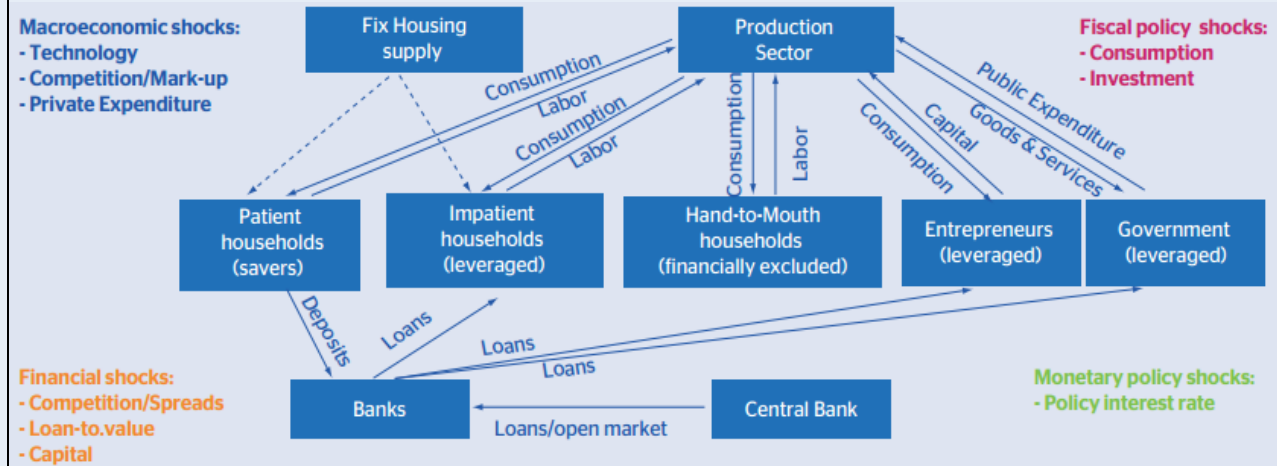 Macroeconomic shocks:
- Technology
- Competition/Mark-up
- Private Expenditure
Fix Housing
supply
Production
Sector
Fiscal policy shocks:
- Consumption
- Investment
Consumption
Labor
Consumption
Labor
Consumption
Labor
Consumption
Capital
Public Expenditure
Goods & Services
Patient
households
(savers)
Impatient
households
(leveraged)
Hand-to-Mouth
households
(financially excluded)
Entrepreneurs
(leveraged)
Government
(leveraged)
Deposits
Loans
Loans
Loans
Financial shocks:
- Competition/Spreads
- Loan-to.value
- Capital
Banks
Loans/open market
Central Bank
Monetary policy shocks:
- Policy interest rate